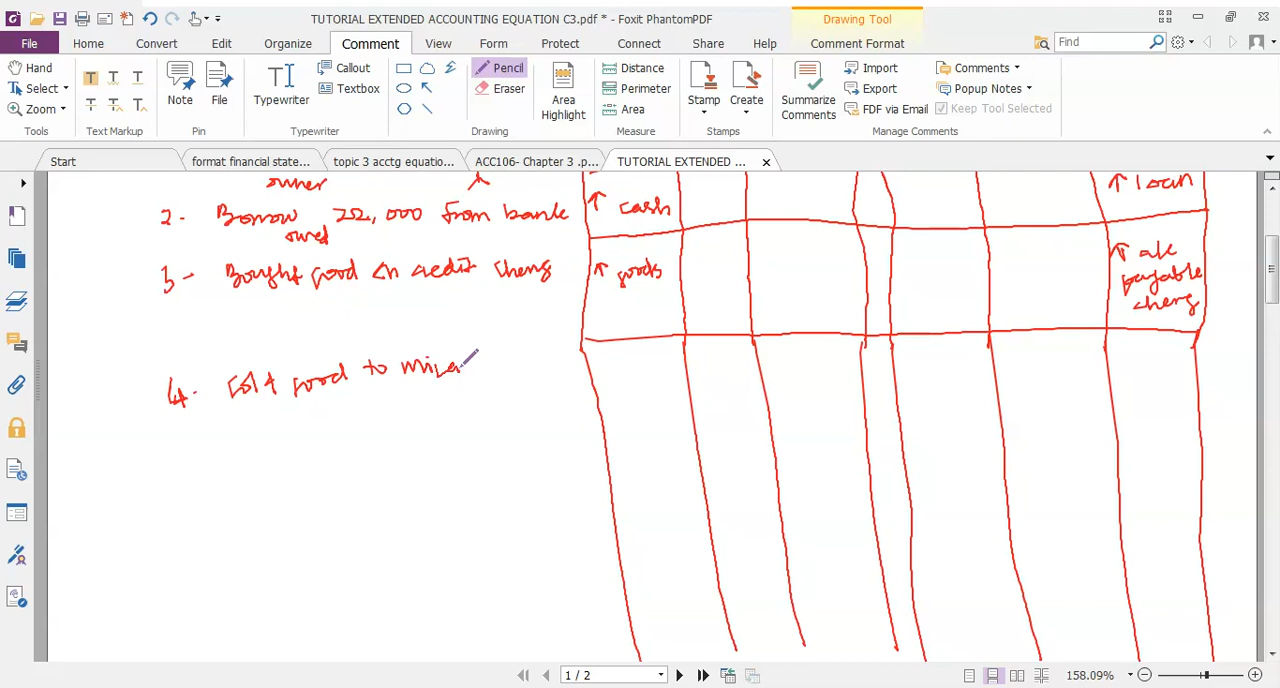 TUTORIAL EXTENDED ACCOUNTING EQUATION C3.pdf * - Foxit PhantomPDF
Drawing Tool
File Home Convert Edit Organize Comment View Form Protect Connect Share Help Comment Format Find
Hand
Select
Zoom
Tools
T T T
T T T
Text Markup
Note File
Pin
Typewriter
Callout
Textbox
Typewriter
Pencil
Eraser
Drawing
Area Highlight
Distance
Perimeter
Area
Measure
Stamp Create
Stamps
Summarize Comments
Import
Export
FDF via Email
Comments
Popup Notes
Keep Tool Selected
Manage Comments
Start format financial state... topic 3 acctg equatio... ACC106- Chapter 3 .p... TUTORIAL EXTENDED ...
owner
↑ loan
2- Borrow 252,000 from bank ↑ cash
owed
3- Bought good on credit cheng ↑ goods
↑ a/c
payable
cheng
4. sold good to
1 / 2
158.09%